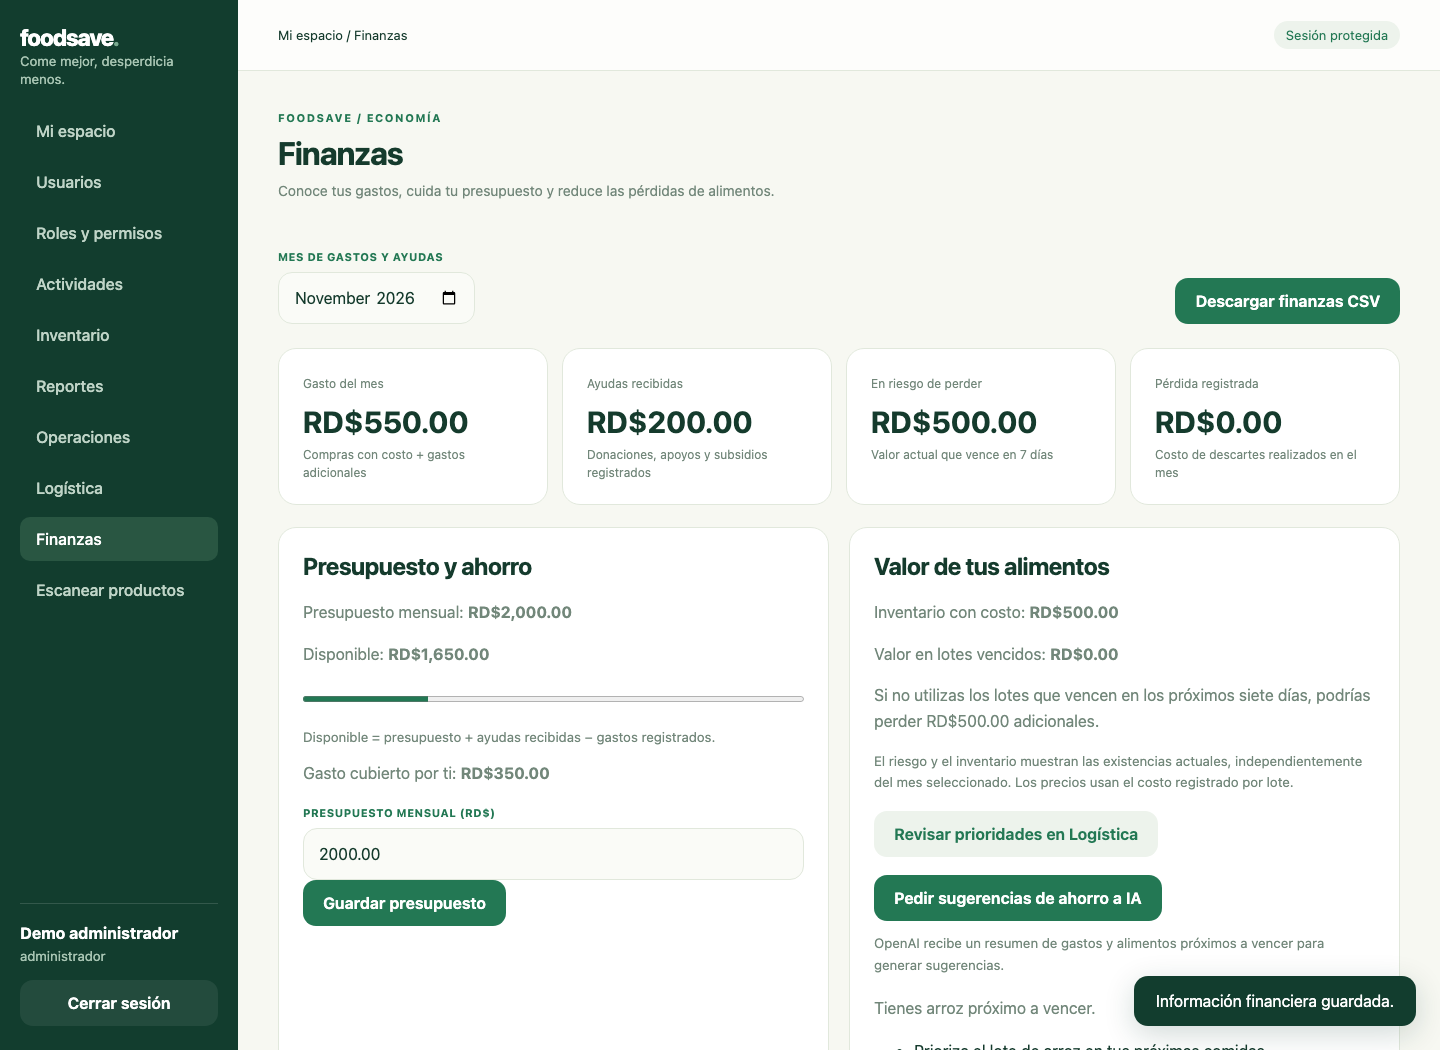 foodsave.
Come mejor, desperdicia
menos.
Mi espacio
Usuarios
Roles y permisos
Actividades
Inventario
Reportes
Operaciones
Logística
Finanzas
Escanear productos
Demo administrador
administrador
Cerrar sesión
Mi espacio / Finanzas
Sesión protegida
FOODSAVE / ECONOMÍA
Finanzas
Conoce tus gastos, cuida tu presupuesto y reduce las pérdidas de alimentos.
MES DE GASTOS Y AYUDAS
November 2026
Descargar finanzas CSV
Gasto del mes
RD$550.00
Compras con costo + gastos
adicionales
Ayudas recibidas
RD$200.00
Donaciones, apoyos y subsidios
registrados
En riesgo de perder
RD$500.00
Valor actual que vence en 7 días
Pérdida registrada
RD$0.00
Costo de descartes realizados en el
mes
Presupuesto y ahorro
Presupuesto mensual: RD$2,000.00
Disponible: RD$1,650.00
Disponible = presupuesto + ayudas recibidas − gastos registrados.
Gasto cubierto por ti: RD$350.00
PRESUPUESTO MENSUAL (RD$)
2000.00
Guardar presupuesto
Valor de tus alimentos
Inventario con costo: RD$500.00
Valor en lotes vencidos: RD$0.00
Si no utilizas los lotes que vencen en los próximos siete días, podrías
perder RD$500.00 adicionales.
El riesgo y el inventario muestran las existencias actuales, independientemente
del mes seleccionado. Los precios usan el costo registrado por lote.
Revisar prioridades en Logística
Pedir sugerencias de ahorro a IA
OpenAI recibe un resumen de gastos y alimentos próximos a vencer para
generar sugerencias.
Tienes arroz próximo a vencer.
Información financiera guardada.
Prioriza el lote de arroz en tus próximas comidas.